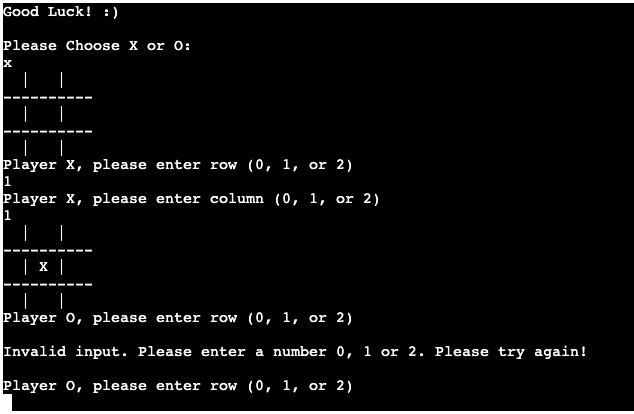 Good Luck! :)
Please Choose X or O:
x
  |   |
----------
  |   |
----------
  |   |
Player X, please enter row (0, 1, or 2)
1
Player X, please enter column (0, 1, or 2)
1
  |   |
----------
  | X |
----------
  |   |
Player O, please enter row (0, 1, or 2)
Invalid input. Please enter a number 0, 1 or 2. Please try again!
Player O, please enter row (0, 1, or 2)